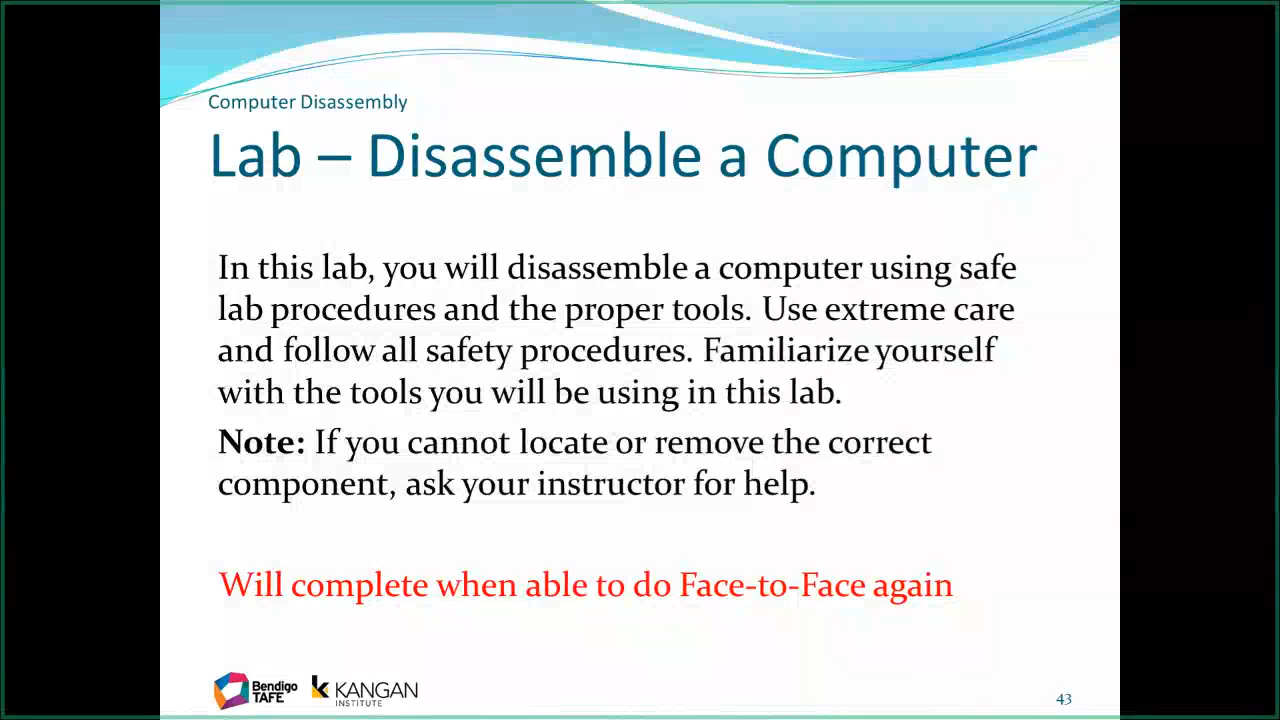 Computer Disassembly
Lab – Disassemble a Computer
In this lab, you will disassemble a computer using safe
lab procedures and the proper tools. Use extreme care
and follow all safety procedures. Familiarize yourself
with the tools you will be using in this lab.
Note: If you cannot locate or remove the correct
component, ask your instructor for help.
Will complete when able to do Face-to-Face again
Bendigo
TAFE
KANGAN
INSTITUTE
43